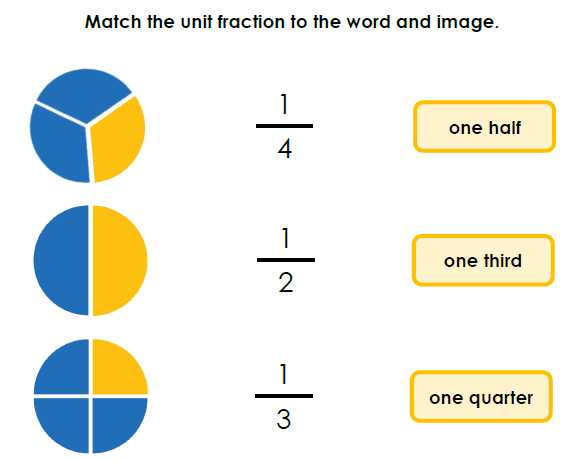 Match the unit fraction to the word and image.
1
4
one half
1
2
one third
1
3
one quarter